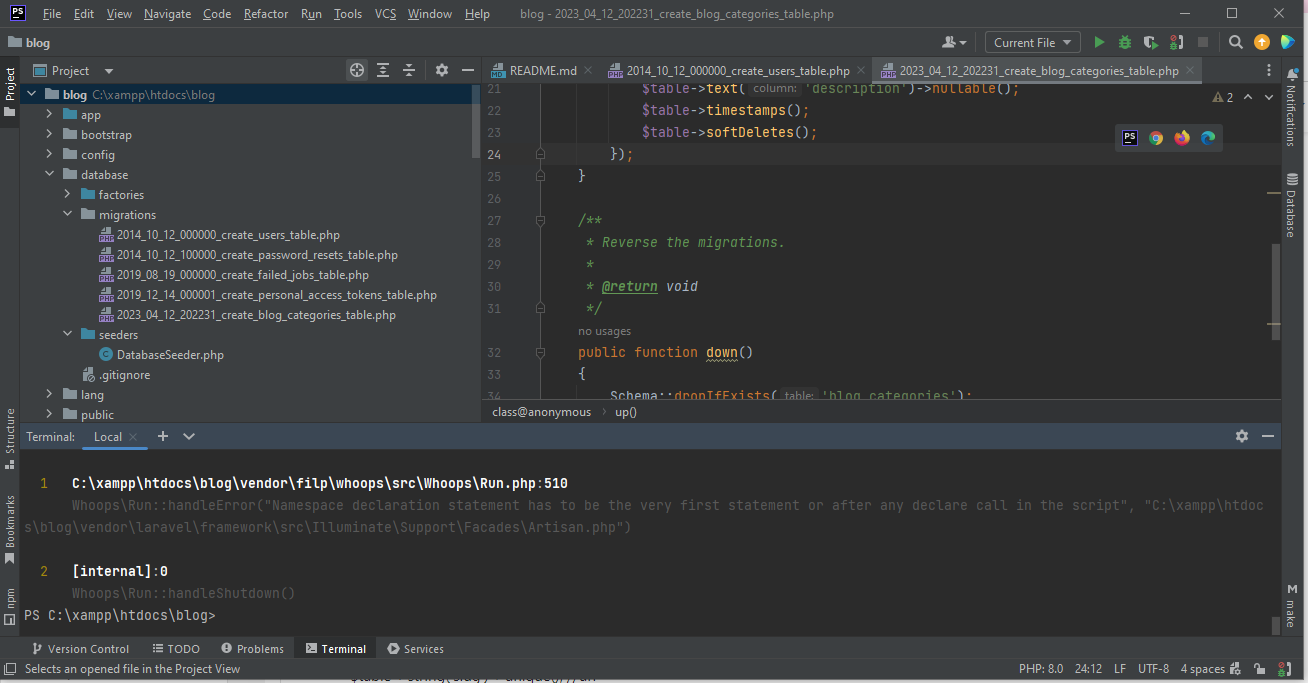 PS File Edit View Navigate Code Refactor Run Tools VCS Window Help blog - 2023_04_12_202231_create_blog_categories_table.php
blog Current File
Project README.md 2014_10_12_000000_create_users_table.php 2023_04_12_202231_create_blog_categories_table.php
Project
Notifications
Database
make
Structure
Bookmarks
npm
blog C:\xampp\htdocs\blog
app
bootstrap
config
database
factories
migrations
2014_10_12_000000_create_users_table.php
2014_10_12_100000_create_password_resets_table.php
2019_08_19_000000_create_failed_jobs_table.php
2019_12_14_000001_create_personal_access_tokens_table.php
2023_04_12_202231_create_blog_categories_table.php
seeders
DatabaseSeeder.php
.gitignore
lang
public
21 $table->text( column: 'description')->nullable();
22 $table->timestamps();
23 $table->softDeletes();
24 });
25 }
26
27 /**
28 * Reverse the migrations.
29 *
30 * @return void
31 */
no usages
32 public function down()
33 {
34 Schema::dropIfExists( table: 'blog_categories');
2
PS
class@anonymous up()
Terminal: Local
1 C:\xampp\htdocs\blog\vendor\filp\whoops\src\Whoops\Run.php:510
Whoops\Run::handleError("Namespace declaration statement has to be the very first statement or after any declare call in the script", "C:\xampp\htdoc
s\blog\vendor\laravel\framework\src\Illuminate\Support\Facades\Artisan.php")
2 [internal]:0
Whoops\Run::handleShutdown()
PS C:\xampp\htdocs\blog>
Version Control TODO Problems Terminal Services
Selects an opened file in the Project View PHP: 8.0 24:12 LF UTF-8 4 spaces